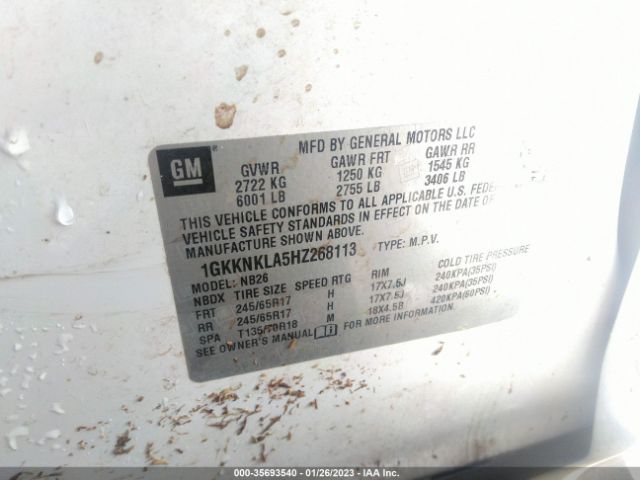 MFD BY GENERAL MOTORS LLC
GM
GVWR GAWR FRT GAWR RR
2722 KG 1250 KG 1545 KG
6001 LB 2755 LB 3406 LB
THIS VEHICLE CONFORMS TO ALL APPLICABLE U.S.
VEHICLE SAFETY STANDARDS IN EFFECT ON THE DATE OF
MANUFACTURE SHOWN ABOVE.
1GKKNKLA5HZ268113 TYPE: M.P.V.
MODEL: NB26
NBDX TIRE SIZE SPEED RTG RIM COLD TIRE PRESSURE
FRT 245/65R17 H 17X7.5J 240KPA(35PSI)
RR 245/65R17 H 17X7.5J 240KPA(35PSI)
SPA T135/70R18 M 18X4.5B 420KPA(60PSI)
SEE OWNER'S MANUAL
000-35693540 / 01/26/2023 / IAA Inc.